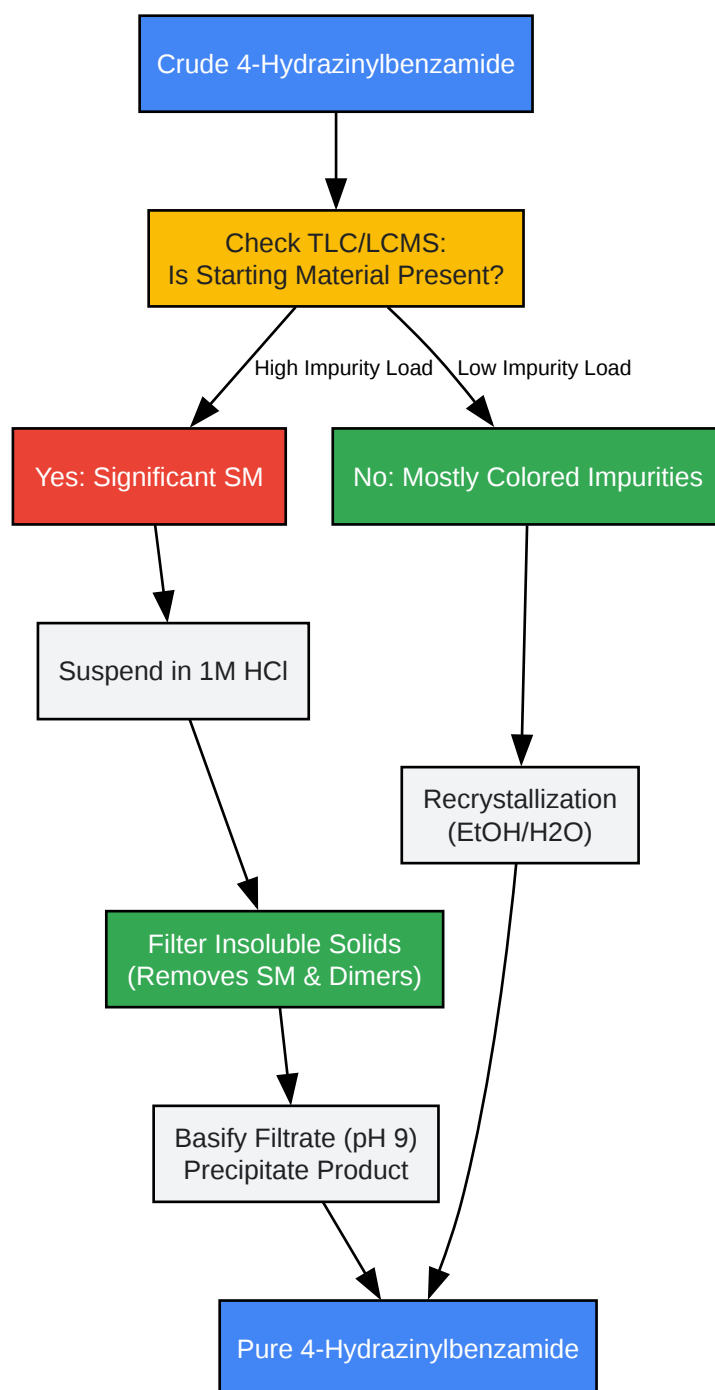 Crude 4-Hydrazinylbenzamide
Check TLC/LCMS:
Is Starting Material Present?
High Impurity Load
Low Impurity Load
Yes: Significant SM
No: Mostly Colored Impurities
Suspend in 1M HCl
Recrystallization
(EtOH/H2O)
Filter Insoluble Solids
(Removes SM & Dimers)
Basify Filtrate (pH 9)
Precipitate Product
Pure 4-Hydrazinylbenzamide